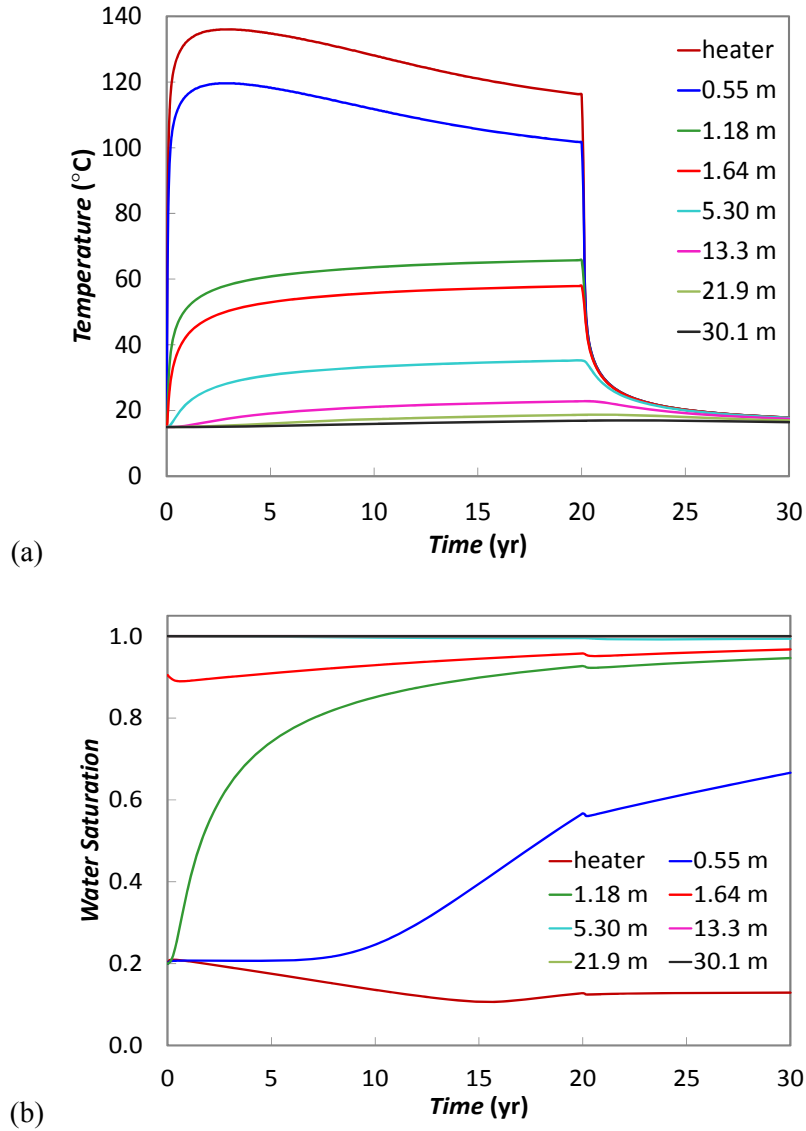 140
120
100
80
60
40
20
0
Temperature (°C)
heater
0.55 m
1.18 m
1.64 m
5.30 m
13.3 m
21.9 m
30.1 m
0 5 10 15 20 25 30
Time (yr)
(a)
1.0
0.8
0.6
0.4
0.2
0.0
Water Saturation
heater 0.55 m
1.18 m 1.64 m
5.30 m 13.3 m
21.9 m 30.1 m
0 5 10 15 20 25 30
Time (yr)
(b)